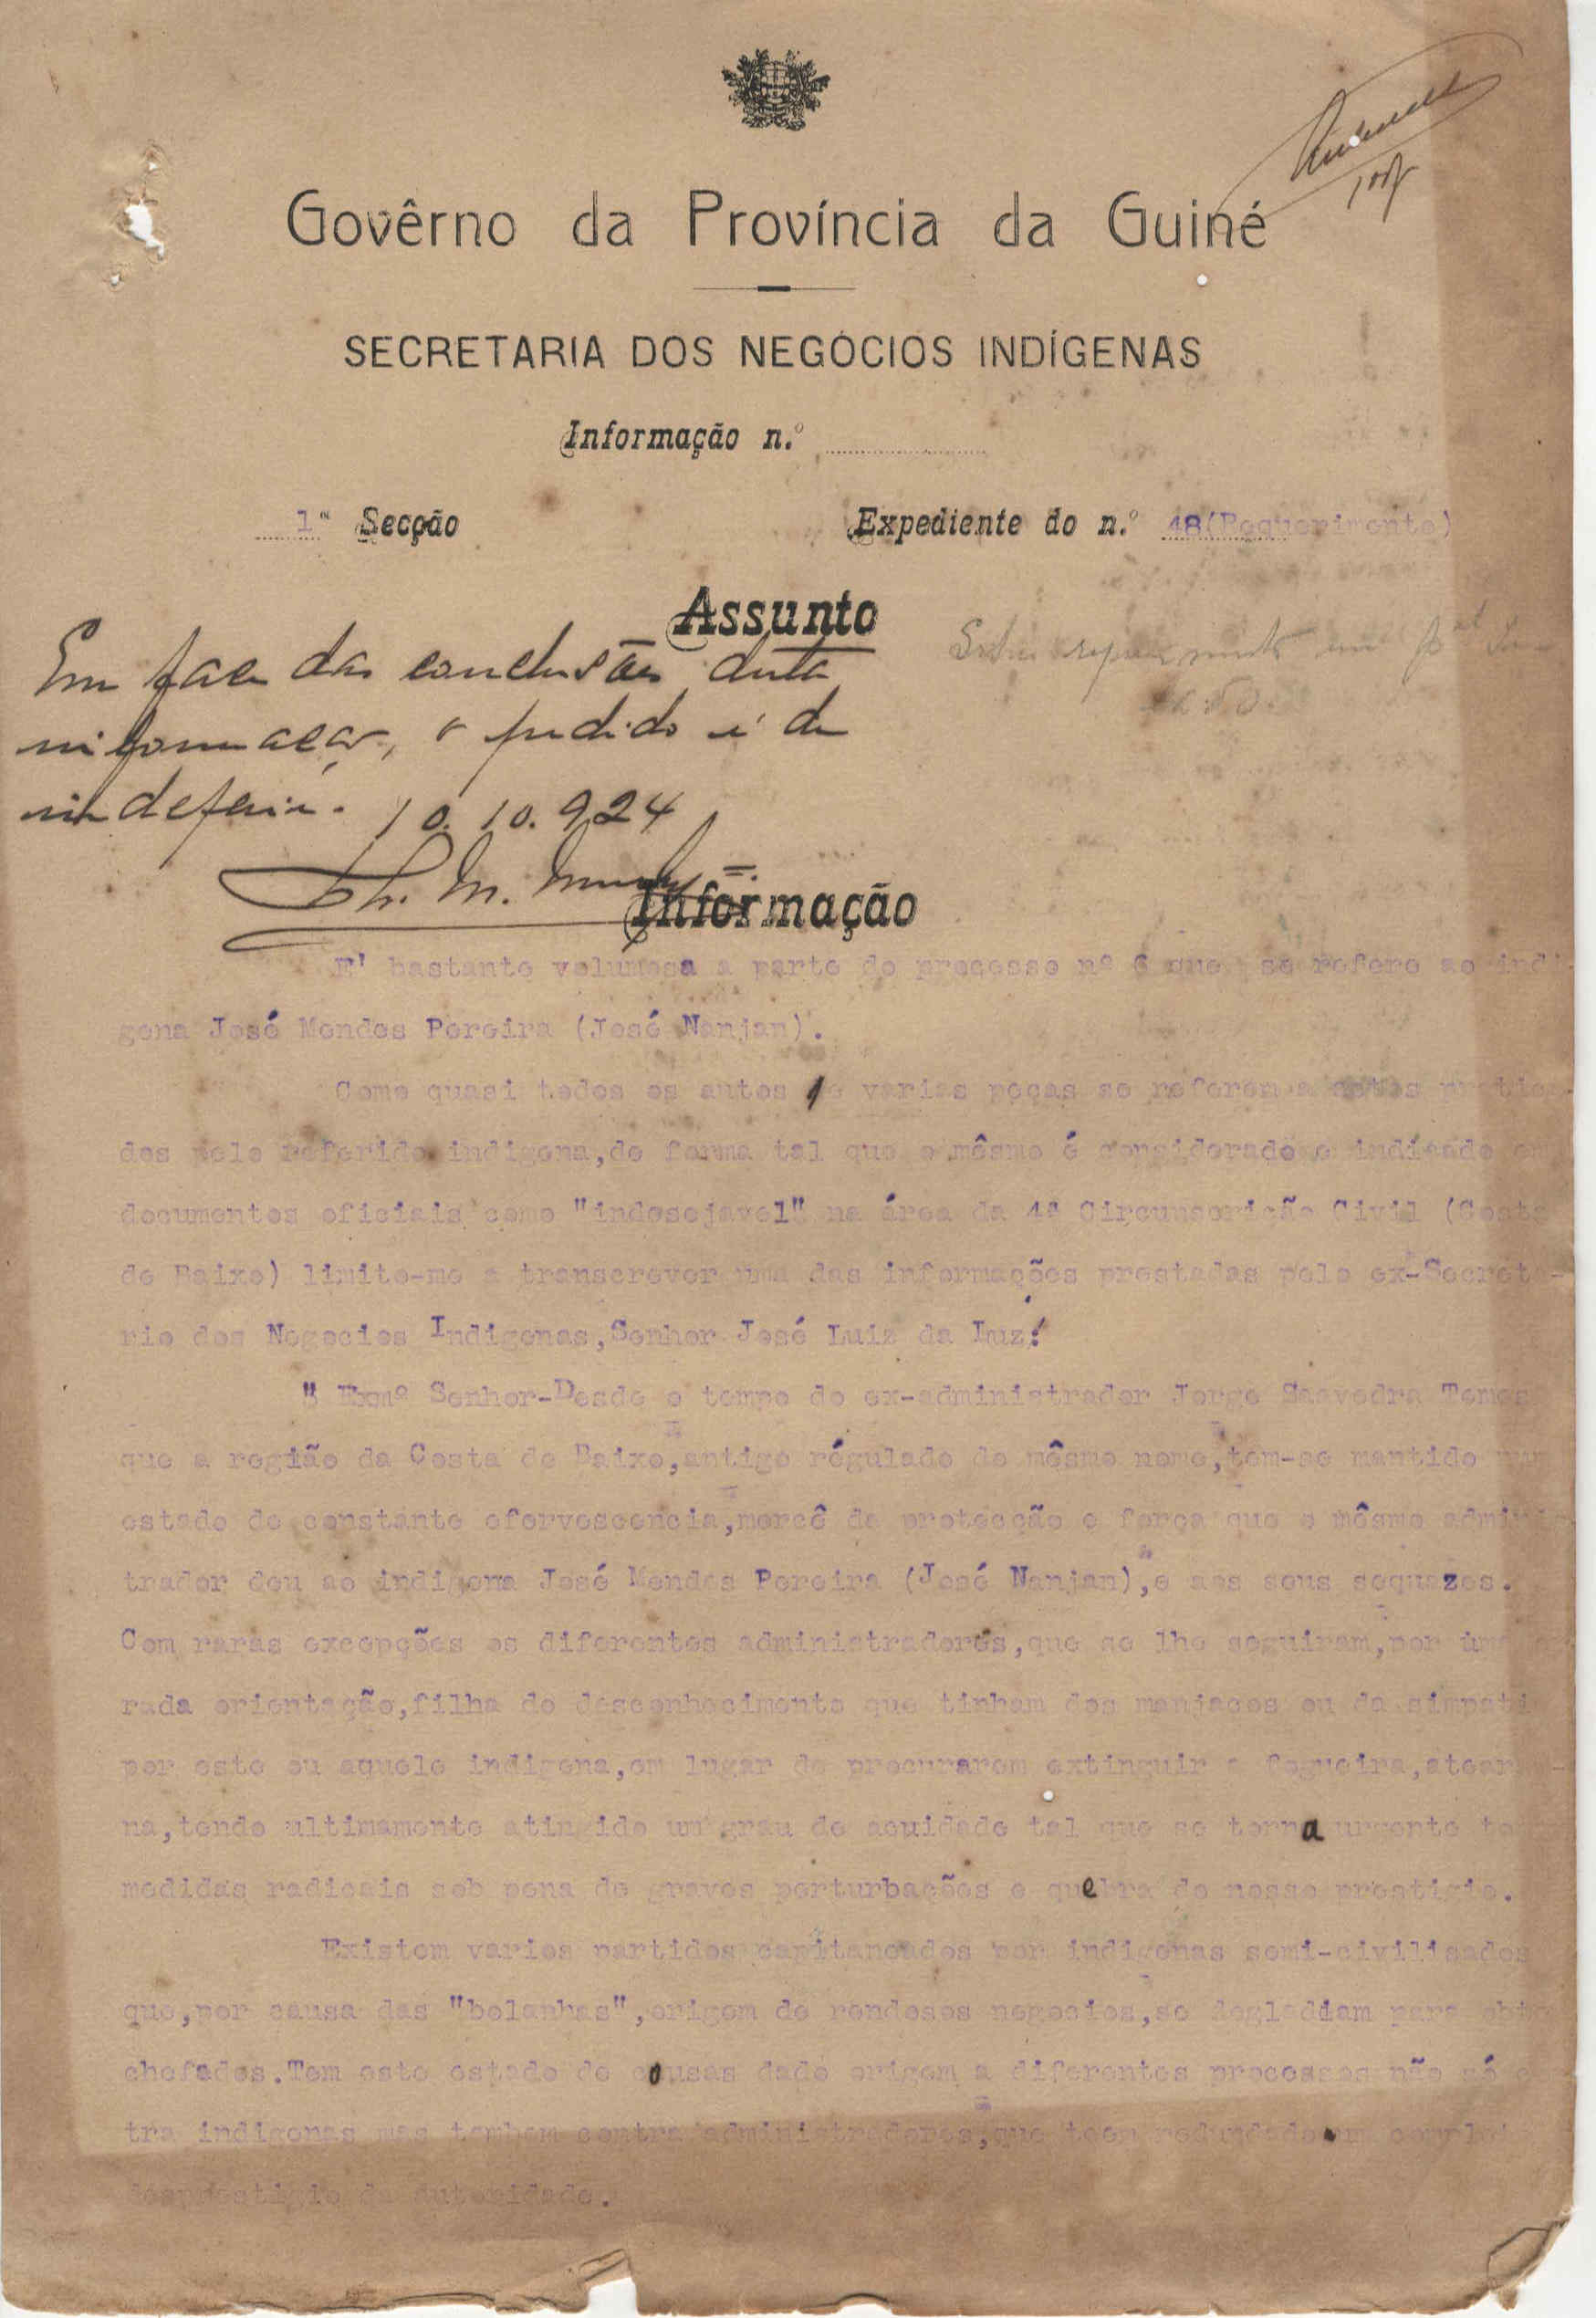 Govêrno da Província da Guiné
SECRETARIA DOS NEGÓCIOS INDÍGENAS
Informação n.º
1ª Secção
Expediente do n.º 48(Requerimento)
Assunto
Em face das conclusões desta
informação, o pedido é de
indeferir. 10.10.924
Informação
E' bastante volumosa a parte do processo nº 6 que se refere ao indi-
gena José Mendes Pereira (José Nanjan).
Como quasi todos os autos e varias peças se referem a actos pratica-
dos pelo referido indigena,de forma tal que o mêsmo é considerado e indicado em
documentos oficiais como "indesejavel" na área da 4ª Circunscrição Civil (Costa
de Baixo) limito-me a transcrever uma das informações prestadas pelo ex-Secreta-
rio dos Negocios Indigenas,Senhor José Luiz da Luz:
" Exmº Senhor-Desde o tempo do ex-administrador Jorge Saavedra Temes
que a região da Costa de Baixo,antigo régulado do mêsmo nome,tem-se mantido num
estado de constante efervescencia,mercê da protecção e força que o mêsmo adminis
trador deu ao indigena José Mendes Pereira (José Nanjan),e aos seus sequazes.
Com raras excepções os diferentes administradores,que se lhe seguiram,por uma
rada orientação,filha do desconhecimento que tinham dos manjacos ou da simpati
por este ou aquele indigena,em lugar de procurarem extinguir a fogueira,atearam-
na,tendo ultimamente atingido um grau de acuidade tal que se torna urgente
medidas radicais sob pena de graves perturbações e quebra do nosso prestigio.
Existem varios partidos capitaneados por indigenas semi-civilisados
que,por causa das "bolanhas",origem de rendosos negocios,se degladiam para obt
chefados.Tem este estado de cousas dado origem a diferentes processos não só
tra indigenas mas tambem contra administradores,que teem redundado em complet
desprestigio da autoridade.